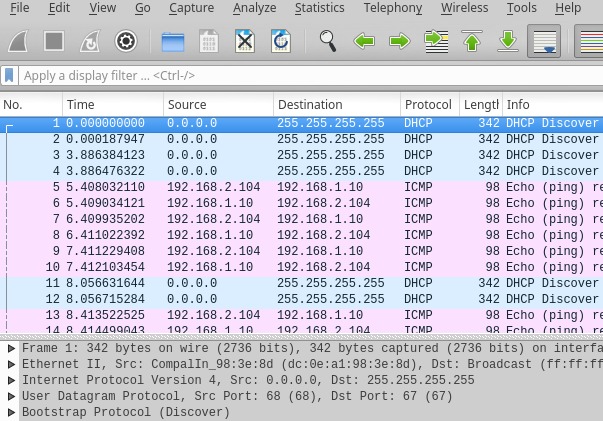 File Edit View Go Capture Analyze Statistics Telephony Wireless Tools Help
Apply a display filter ... <Ctrl-/>
No. Time Source Destination Protocol Length Info
1 0.000000000 0.0.0.0 255.255.255.255 DHCP 342 DHCP Discover
2 0.000187947 0.0.0.0 255.255.255.255 DHCP 342 DHCP Discover
3 3.886384123 0.0.0.0 255.255.255.255 DHCP 342 DHCP Discover
4 3.886476322 0.0.0.0 255.255.255.255 DHCP 342 DHCP Discover
5 5.408032110 192.168.2.104 192.168.1.10 ICMP 98 Echo (ping) re
6 5.409034121 192.168.1.10 192.168.2.104 ICMP 98 Echo (ping) re
7 6.409935202 192.168.2.104 192.168.1.10 ICMP 98 Echo (ping) re
8 6.411022392 192.168.1.10 192.168.2.104 ICMP 98 Echo (ping) re
9 7.411229408 192.168.2.104 192.168.1.10 ICMP 98 Echo (ping) re
10 7.412103454 192.168.1.10 192.168.2.104 ICMP 98 Echo (ping) re
11 8.056631644 0.0.0.0 255.255.255.255 DHCP 342 DHCP Discover
12 8.056715284 0.0.0.0 255.255.255.255 DHCP 342 DHCP Discover
13 8.413522525 192.168.2.104 192.168.1.10 ICMP 98 Echo (ping) re
14 8.414499043 192.168.1.10 192.168.2.104 ICMP 98 Echo (ping) re
Frame 1: 342 bytes on wire (2736 bits), 342 bytes captured (2736 bits) on interfa
Ethernet II, Src: CompalIn_98:3e:8d (dc:0e:a1:98:3e:8d), Dst: Broadcast (ff:ff:ff
Internet Protocol Version 4, Src: 0.0.0.0, Dst: 255.255.255.255
User Datagram Protocol, Src Port: 68 (68), Dst Port: 67 (67)
Bootstrap Protocol (Discover)